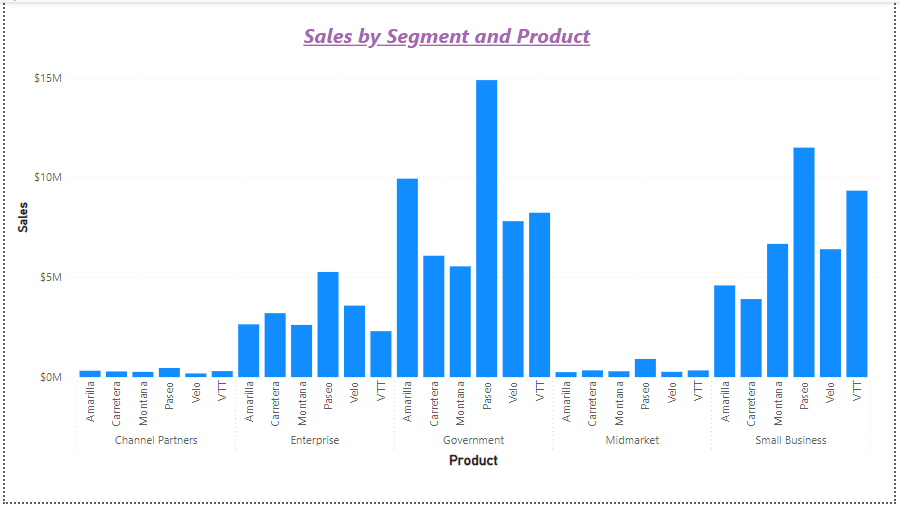 Sales by Segment and Product
$15M
$10M
$5M
$0M
Sales
Amarilla
Carretera
Montana
Paseo
Velo
VTT
Amarilla
Carretera
Montana
Paseo
Velo
VTT
Amarilla
Carretera
Montana
Paseo
Velo
VTT
Amarilla
Carretera
Montana
Paseo
Velo
VTT
Amarilla
Carretera
Montana
Paseo
Velo
VTT
Channel Partners
Enterprise
Government
Midmarket
Small Business
Product